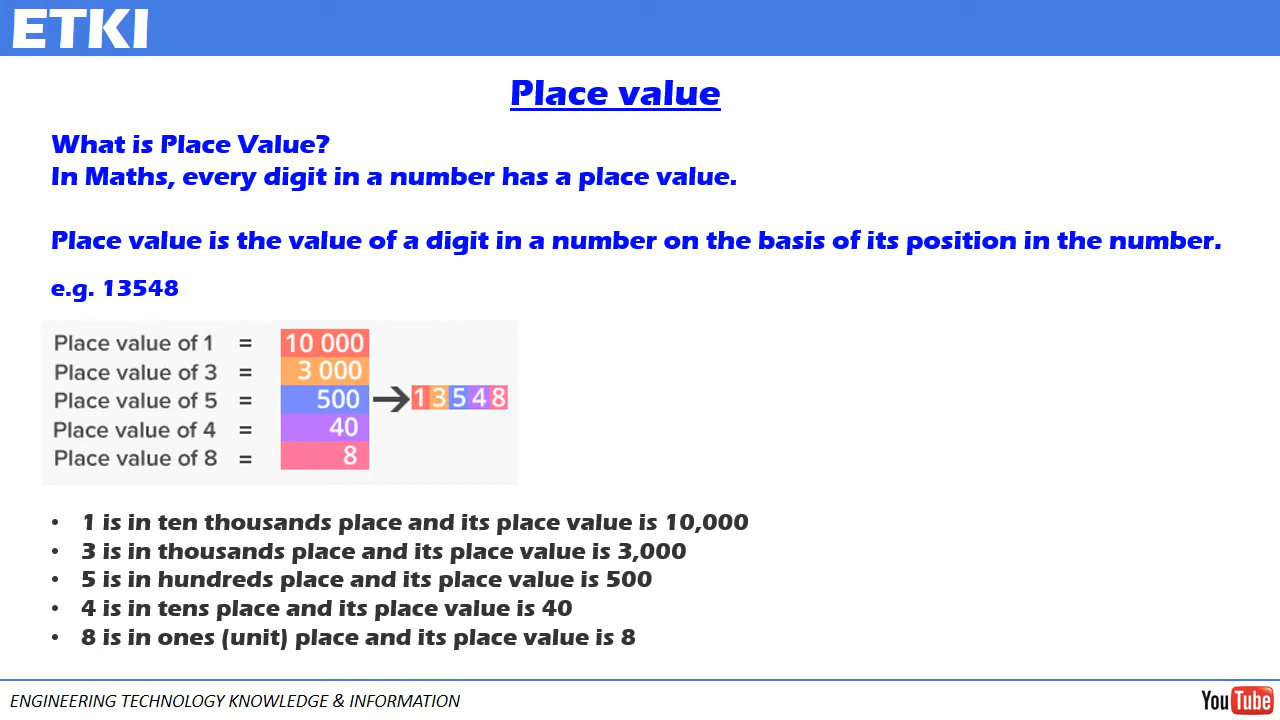 ETKI
Place value
What is Place Value?
In Maths, every digit in a number has a place value.
Place value is the value of a digit in a number on the basis of its position in the number.
e.g. 13548
Place value of 1 = 10 000
Place value of 3 = 3 000
Place value of 5 = 500 → 13548
Place value of 4 = 40
Place value of 8 = 8
• 1 is in ten thousands place and its place value is 10,000
• 3 is in thousands place and its place value is 3,000
• 5 is in hundreds place and its place value is 500
• 4 is in tens place and its place value is 40
• 8 is in ones (unit) place and its place value is 8
ENGINEERING TECHNOLOGY KNOWLEDGE & INFORMATION
YouTube